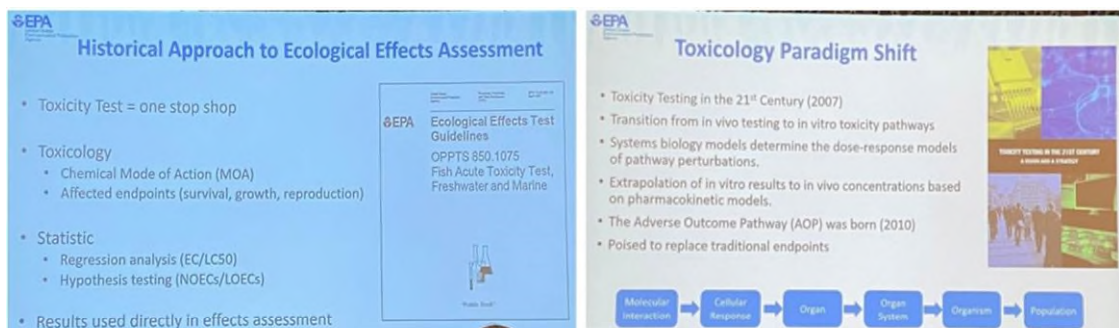 EPA
Historical Approach to Ecological Effects Assessment
• Toxicity Test = one stop shop
• Toxicology
• Chemical Mode of Action (MOA)
• Affected endpoints (survival, growth, reproduction)
• Statistic
• Regression analysis (EC/LC50)
• Hypothesis testing (NOECs/LOECs)
• Results used directly in effects assessment
EPA
Ecological Effects Test
Guidelines
OPPTS 850.1075
Fish Acute Toxicity Test,
Freshwater and Marine
EPA
Toxicology Paradigm Shift
• Toxicity Testing in the 21st Century (2007)
• Transition from in vivo testing to in vitro toxicity pathways
• Systems biology models determine the dose-response models
of pathway perturbations.
• Extrapolation of in vitro results to in vivo concentrations based
on pharmacokinetic models.
• The Adverse Outcome Pathway (AOP) was born (2010)
• Poised to replace traditional endpoints
TOXICITY TESTING IN THE 21ST CENTURY
A VISION AND A STRATEGY
Molecular
Interaction
Cellular
Response
Organ
Organ
System
Organism
Population